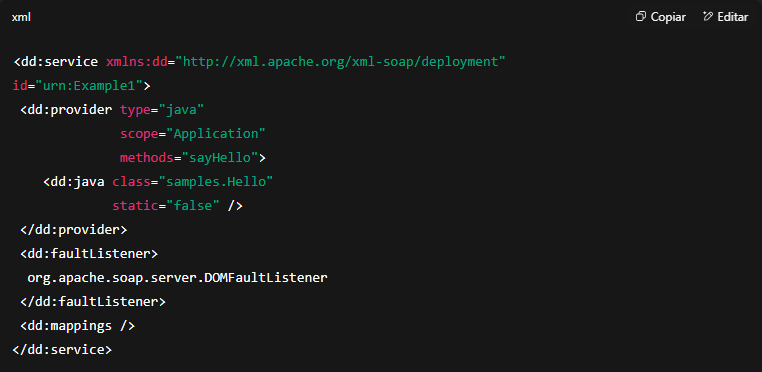 xml Copiar Editar
<dd:service xmlns:dd="http://xml.apache.org/xml-soap/deployment"
id="urn:Example1">
<dd:provider type="java"
scope="Application"
methods="sayHello">
<dd:java class="samples.Hello"
static="false" />
</dd:provider>
<dd:faultListener>
org.apache.soap.server.DOMFaultListener
</dd:faultListener>
<dd:mappings />
</dd:service>